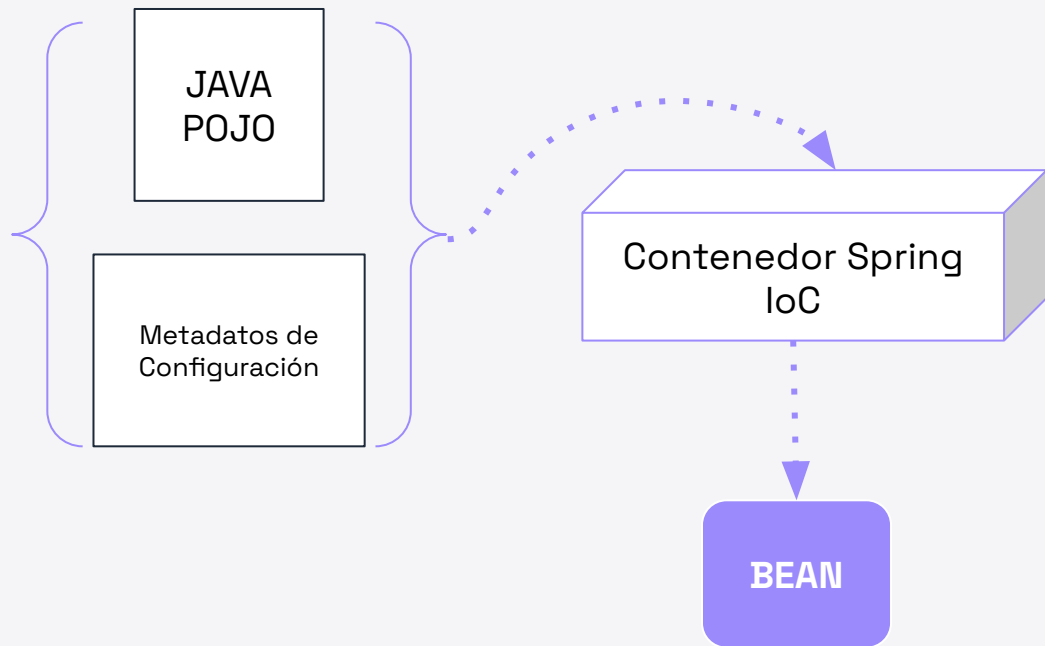 JAVA
POJO
Metadatos de
Configuración
Contenedor Spring
IoC
BEAN